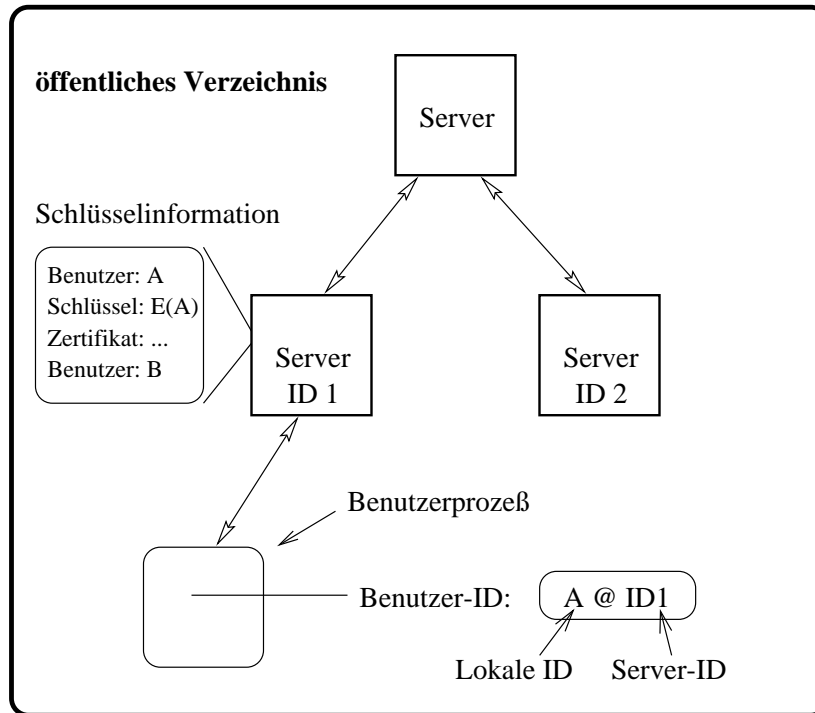 öffentliches Verzeichnis
Server
Schlüsselinformation
Benutzer: A
Schlüssel: E(A)
Zertifikat: ...
Benutzer: B
Server
ID 1
Server
ID 2
Benutzerprozeß
Benutzer-ID:
A @ ID1
Lokale ID
Server-ID